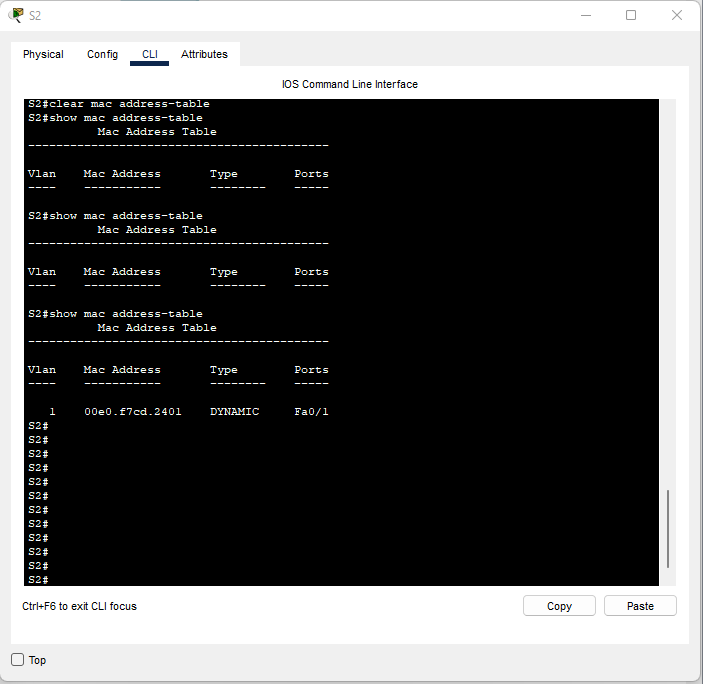 S2
Physical Config CLI Attributes
IOS Command Line Interface
S2#clear mac address-table
S2#show mac address-table
Mac Address Table
-------------------------------------------
Vlan Mac Address Type Ports
---- ----------- -------- -----
S2#show mac address-table
Mac Address Table
-------------------------------------------
Vlan Mac Address Type Ports
---- ----------- -------- -----
S2#show mac address-table
Mac Address Table
-------------------------------------------
Vlan Mac Address Type Ports
---- ----------- -------- -----
1 00e0.f7cd.2401 DYNAMIC Fa0/1
S2#
S2#
S2#
S2#
S2#
S2#
S2#
S2#
S2#
S2#
S2#
S2#
Ctrl+F6 to exit CLI focus
Copy Paste
Top